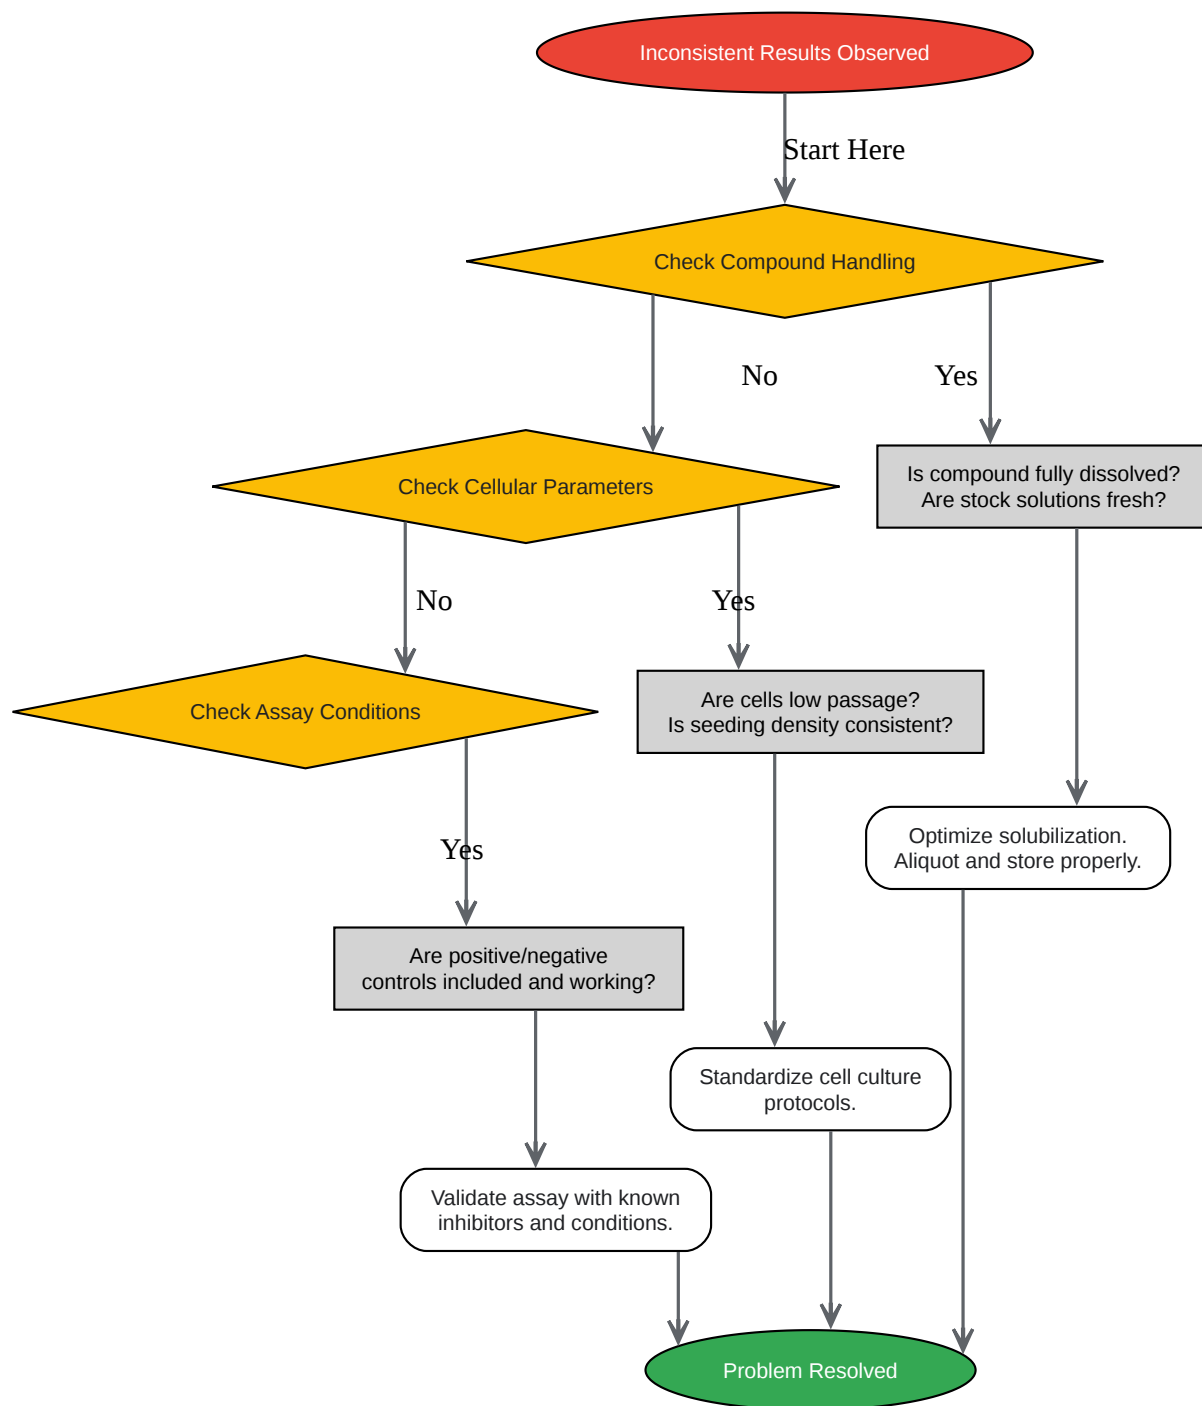 Inconsistent Results Observed
Start Here
Check Compound Handling
No
Yes
Check Cellular Parameters
Is compound fully dissolved?
Are stock solutions fresh?
No
Yes
Check Assay Conditions
Are cells low passage?
Is seeding density consistent?
Yes
Optimize solubilization.
Aliquot and store properly.
Are positive/negative
controls included and working?
Standardize cell culture
protocols.
Validate assay with known
inhibitors and conditions.
Problem Resolved